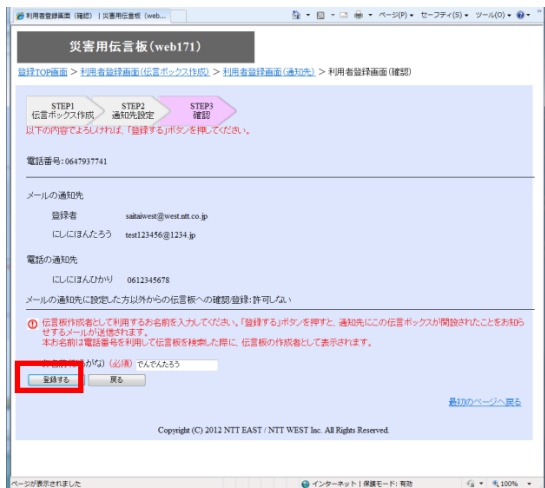 利用者登録画面（確認）｜災害用伝言板（web...
ページ(P) セーフティ(S) ツール(O)
災害用伝言板(web171)
登録TOP画面 > 利用者登録画面(伝言ボックス作成) > 利用者登録画面(通知先) > 利用者登録画面(確認)
STEP1 STEP2 STEP3
伝言ボックス作成 通知先設定 確認
以下の内容でよろしければ、「登録する」ボタンを押してください。
電話番号:0647937741
メールの通知先
登録者 saitaiwest@west.ntt.co.jp
にしにほんたろう test123456@1234.jp
電話の通知先
にしにほんひかり 0612345678
メールの通知先に設定した方以外からの伝言板への確認/登録:許可しない
伝言板作成者として利用するお名前を入力してください。「登録する」ボタンを押すと、通知先にこの伝言ボックスが開設されたことをお知ら
せするメールが送信されます。
本お名前は電話番号を利用して伝言板を検索した際に、伝言板の作成者として表示されます。
がな) (必須) でんでんたろう
登録する 戻る
最初のページへ戻る
Copyright (C) 2012 NTT EAST / NTT WEST Inc. All Rights Reserved.
ページが表示されました インターネット | 保護モード: 有効 100%